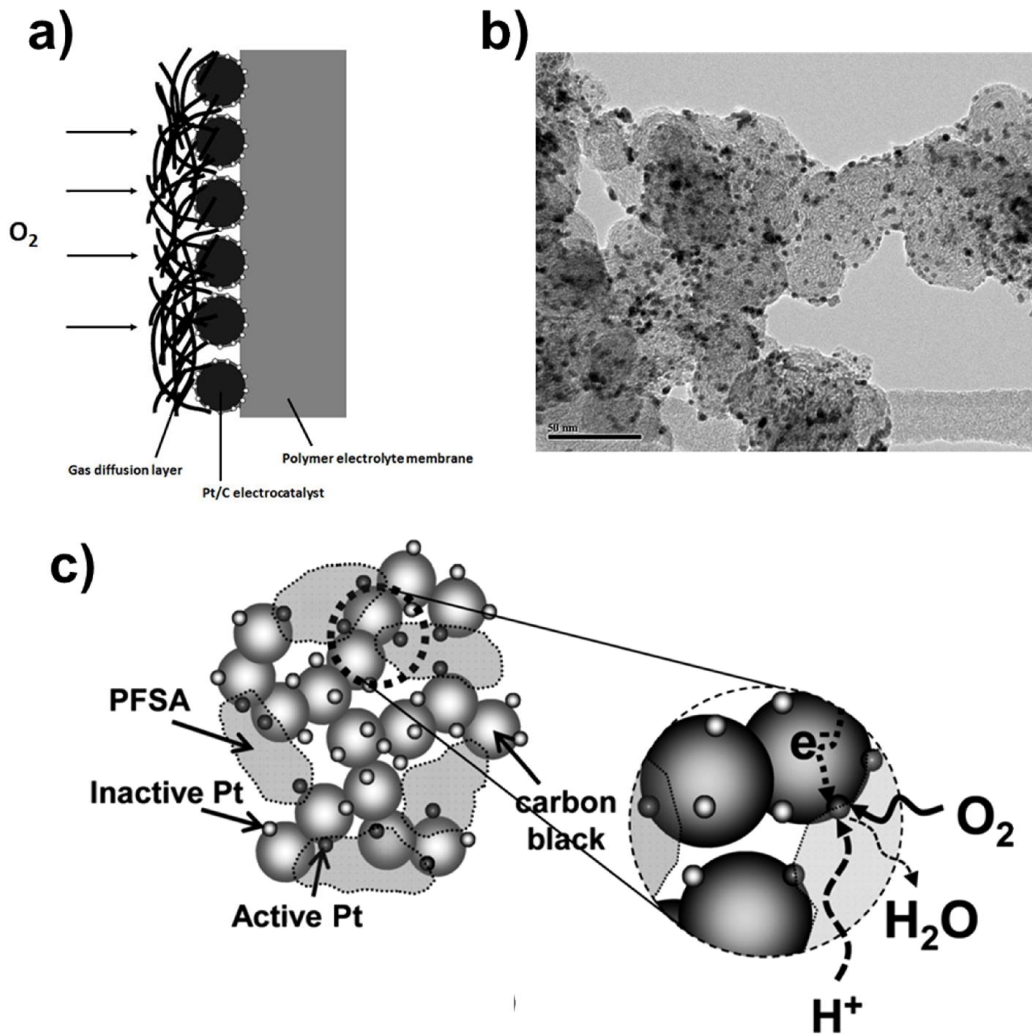 a)
O₂
Gas diffusion layer
Pt/C electrocatalyst
Polymer electrolyte membrane
b)
50 nm
c)
PFSA
Inactive Pt
Active Pt
carbon
black
e⁻
O₂
H₂O
H⁺